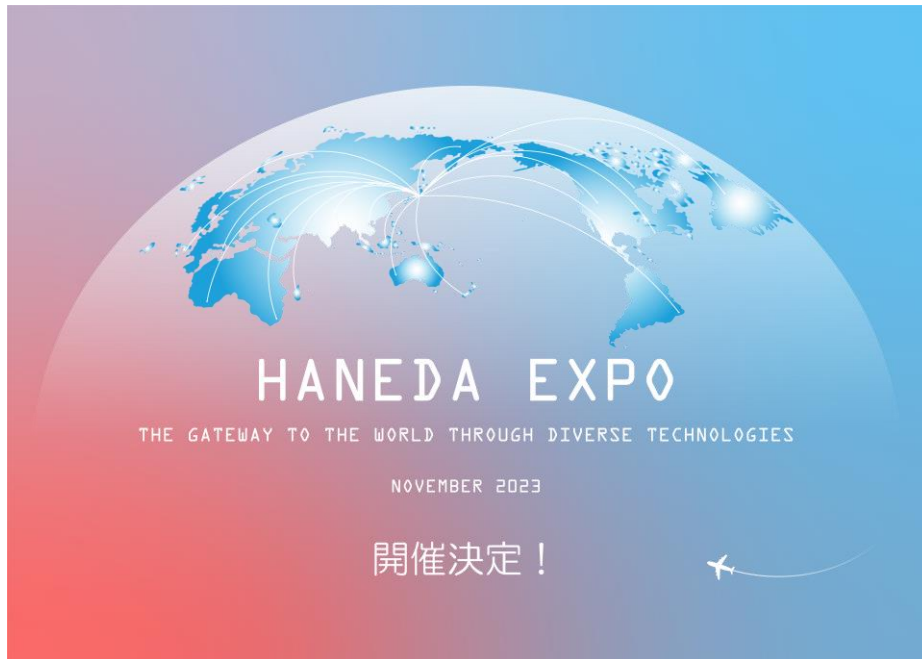 HANEDA EXPO
THE GATEWAY TO THE WORLD THROUGH DIVERSE TECHNOLOGIES
NOVEMBER 2023
開催決定！